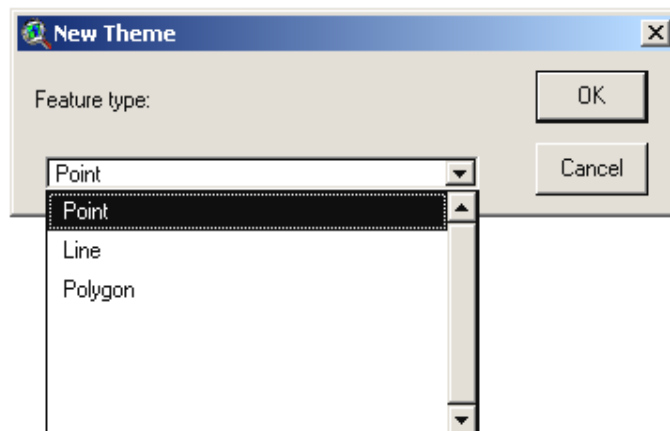 New Theme
Feature type:
OK
Cancel
Point
Point
Line
Polygon